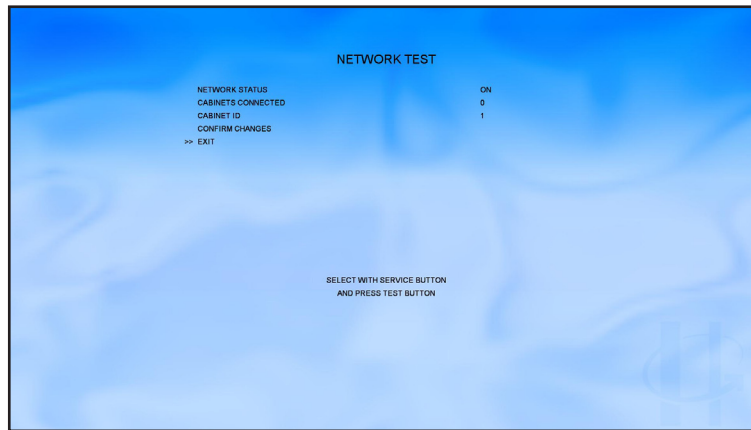 NETWORK TEST
NETWORK STATUS ON
CABINETS CONNECTED 0
CABINET ID 1
CONFIRM CHANGES
>> EXIT
SELECT WITH SERVICE BUTTON
AND PRESS TEST BUTTON